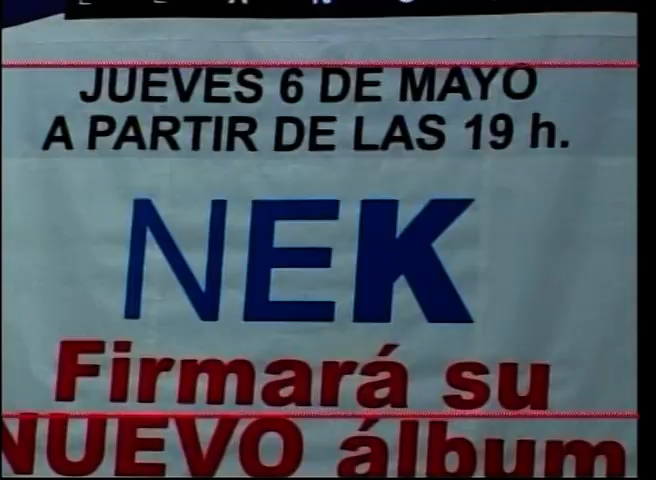 JUEVES 6 DE MAYO
A PARTIR DE LAS 19 h.
NEK
Firmará su
NUEVO álbum